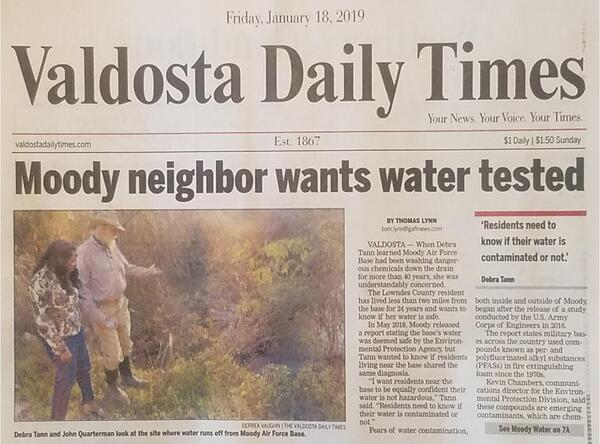 Friday, January 18, 2019
Valdosta Daily Times
Your News. Your Voice. Your Times.
valdostadailytimes.com
Est. 1867
$1 Daily | $1.50 Sunday
Moody neighbor wants water tested
DERREK VAUGHN | THE VALDOSTA DAILY TIMES
Debra Tann and John Quarterman look at the site where water runs off from Moody Air Force Base.
BY THOMAS LYNN
tom.lynn@gaflnews.com
VALDOSTA — When Debra
Tann learned Moody Air Force
Base had been washing danger-
ous chemicals down the drain
for more than 40 years, she was
understandably concerned.
The Lowndes County resident
has lived less than two miles from
the base for 24 years and wants to
know if her water is safe.
In May 2018, Moody released
a report stating the base's water
was deemed safe by the Environ-
mental Protection Agency, but
Tann wanted to know if residents
living near the base shared the
same diagnosis.
"I want residents near the
base to be equally confident their
water is not hazardous," Tann
said. "Residents need to know if
their water is contaminated or
not."
Fears of water contamination,
'Residents need to
know if their water is
contaminated or not.'
Debra Tann
both inside and outside of Moody,
began after the release of a study
conducted by the U.S. Army
Corps of Engineers in 2016.
The report states military bas-
es across the country used com-
pounds known as per- and
polyfluorinated alkyl substances
(PFASs) in fire extinguishing
foam since the 1970s.
Kevin Chambers, communi-
cations director for the Environ-
mental Protection Division, said
these compounds are emerging
contaminants, which are chem-
See Moody Water on 7A